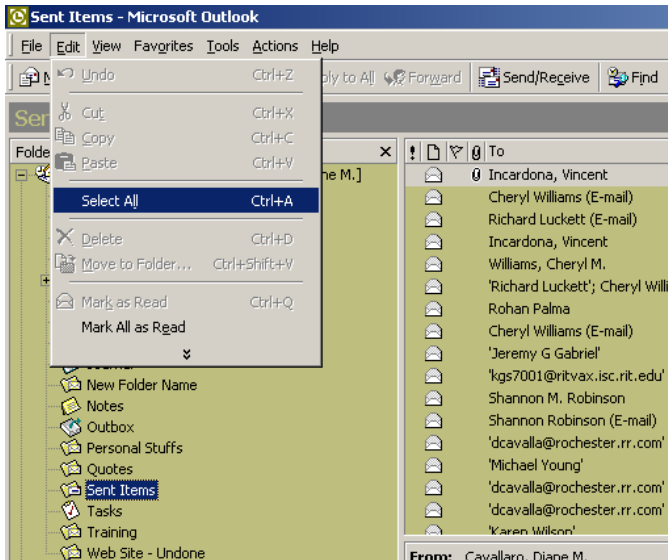 Sent Items - Microsoft Outlook
File Edit View Favorites Tools Actions Help
ply to All Forward Send/Receive Find
Undo Ctrl+Z
Cut Ctrl+X
Copy Ctrl+C
Paste Ctrl+V
Select All Ctrl+A
Delete Ctrl+D
Move to Folder... Ctrl+Shift+V
Mark as Read Ctrl+Q
Mark All as Read
Sen
Folde
ne M.]
New Folder Name
Notes
Outbox
Personal Stuffs
Quotes
Sent Items
Tasks
Training
Web Site - Undone
To
Incardona, Vincent
Cheryl Williams (E-mail)
Richard Luckett (E-mail)
Incardona, Vincent
Williams, Cheryl M.
'Richard Luckett'; Cheryl Willi
Rohan Palma
Cheryl Williams (E-mail)
'Jeremy G Gabriel'
'kgs7001@ritvax.isc.rit.edu'
Shannon M. Robinson
Shannon Robinson (E-mail)
'dcavalla@rochester.rr.com'
'Michael Young'
'dcavalla@rochester.rr.com'
'dcavalla@rochester.rr.com'
'Karen Wilson'
From: Cavallaro, Diane M.